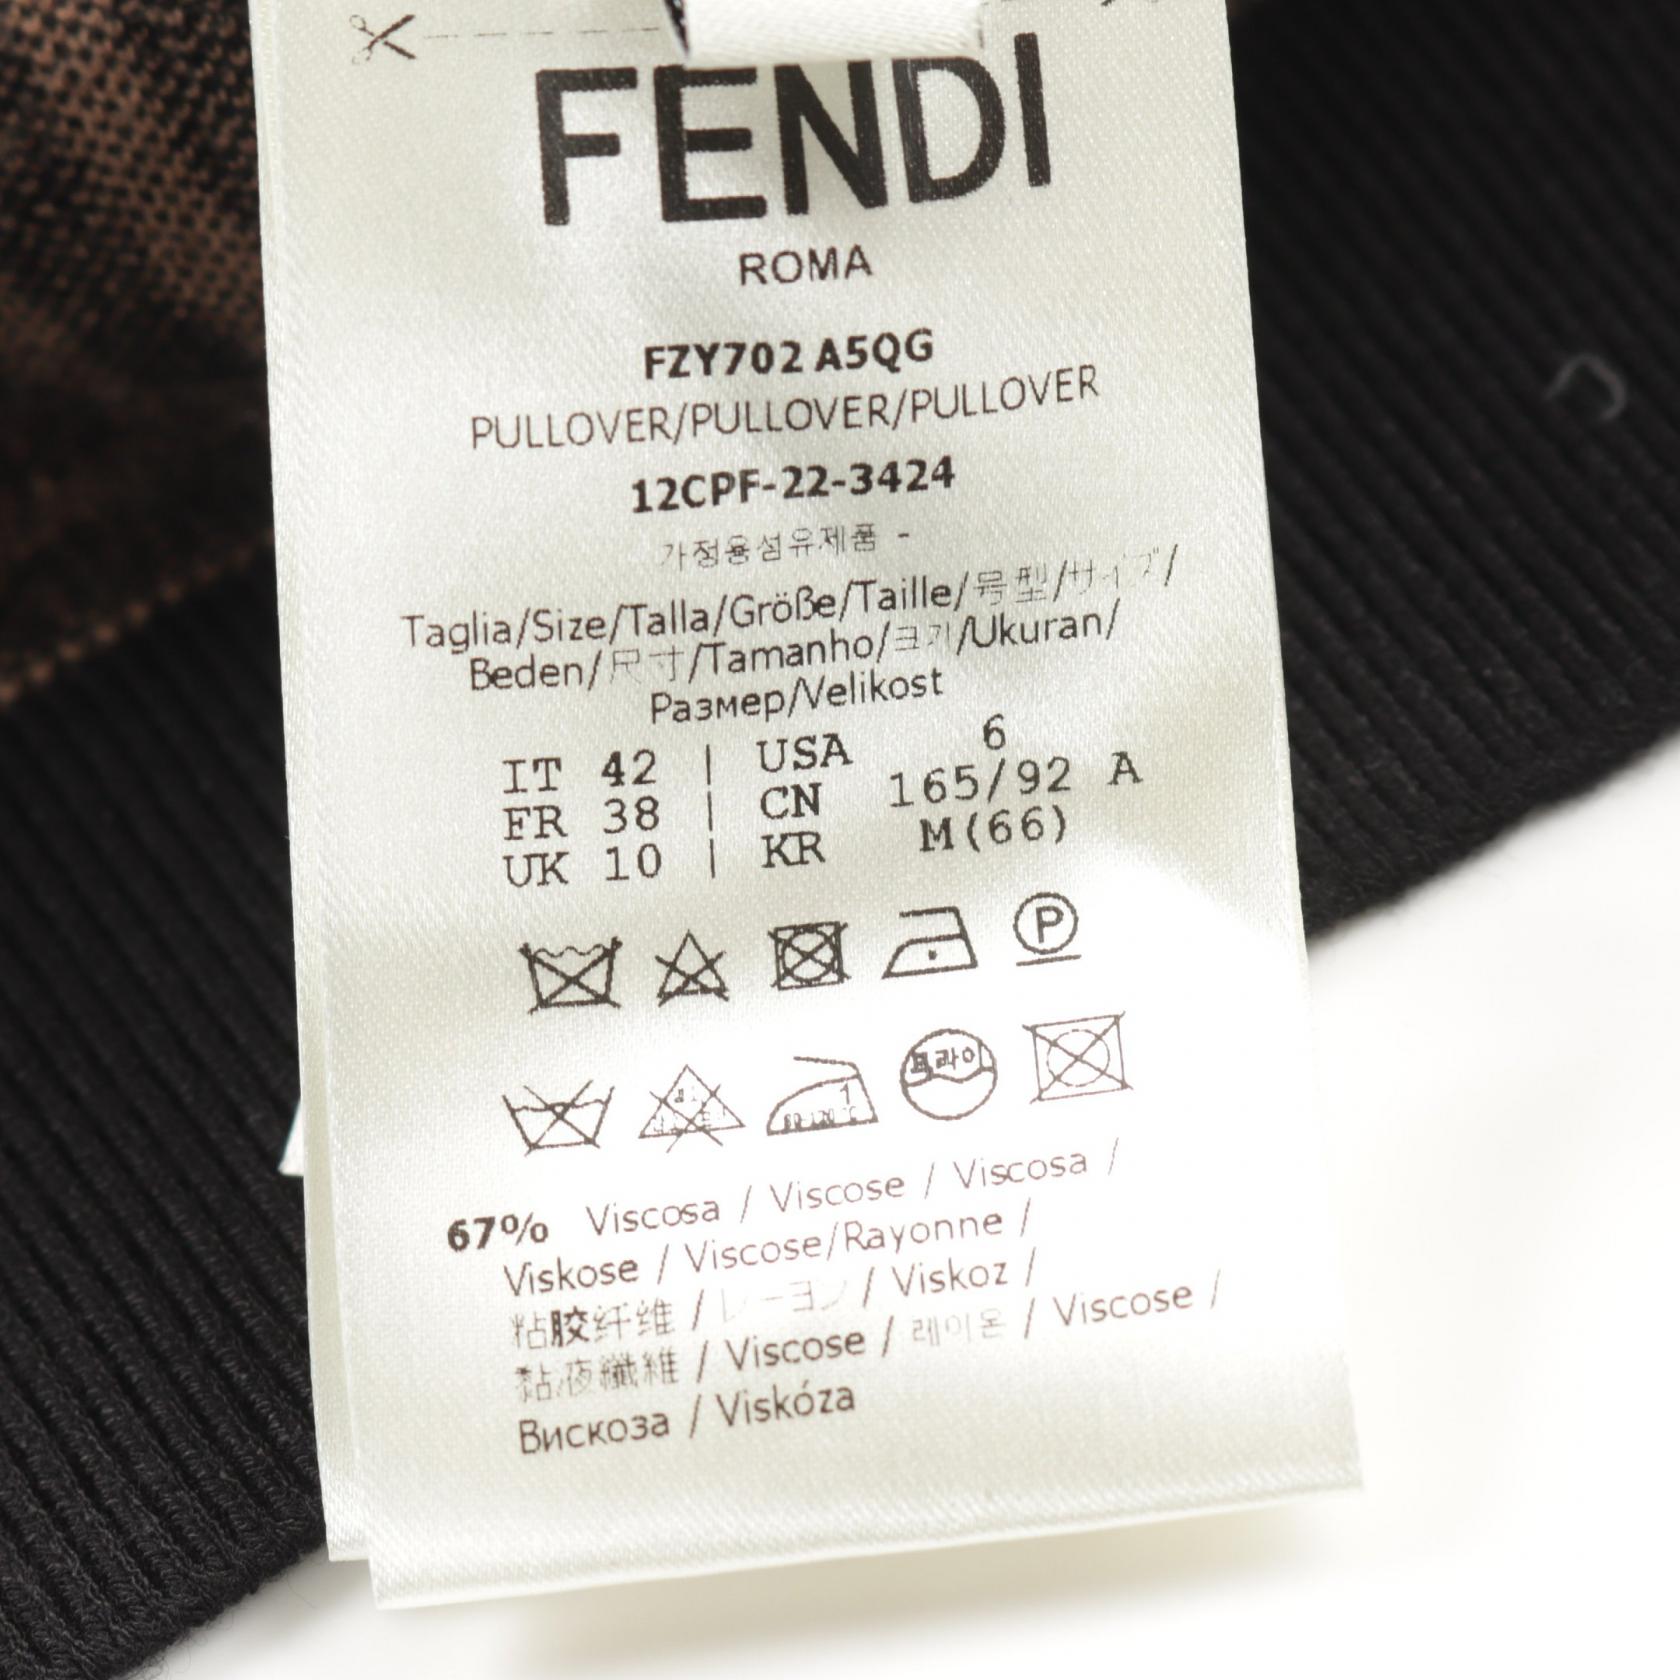 FENDI
ROMA
FZY702 A5QG
PULLOVER/PULLOVER/PULLOVER
12CPF-22-3424
가정용섬유제품 -
Taglia/Size/Talla/Größe/Taille/号型/サイズ/
Beden/尺寸/Tamanho/크기/Ukuran/
Размер/Velikost
IT 42 | USA 6
FR 38 | CN 165/92 A
UK 10 | KR M(66)
P
드라이
67% Viscosa / Viscose / Viscosa /
Viskose / Viscose/Rayonne /
粘胶纤维 / レーヨン / Viskoz /
黏液纖維 / Viscose / 레이온 / Viscose /
Вискоза / Viskóza